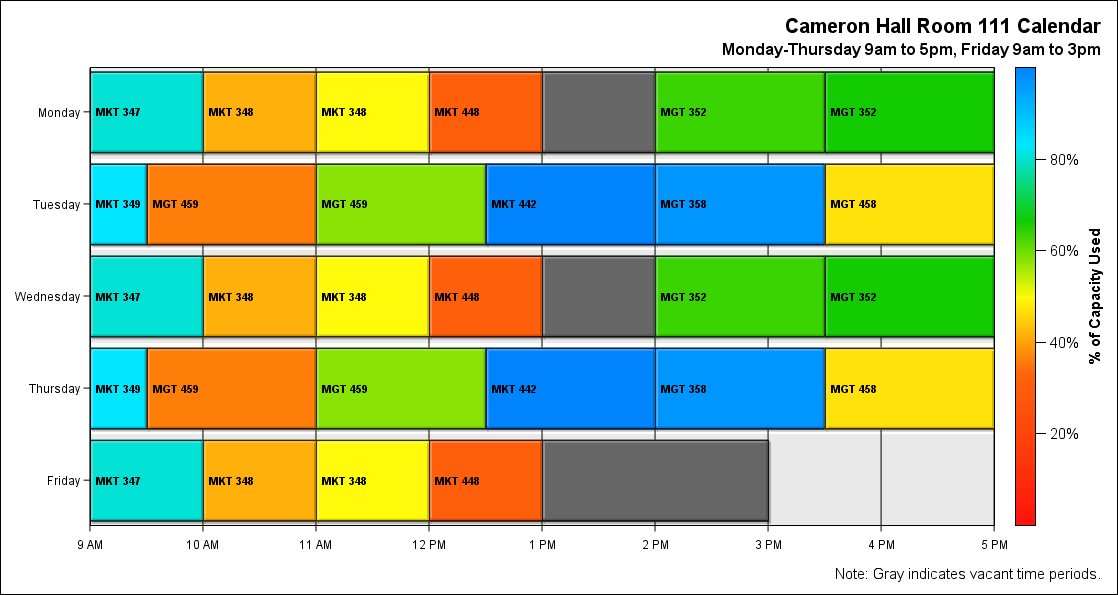 Cameron Hall Room 111 Calendar
Monday-Thursday 9am to 5pm, Friday 9am to 3pm
Monday MKT 347 MKT 348 MKT 348 MKT 448 MGT 352 MGT 352
Tuesday MKT 349 MGT 459 MGT 459 MKT 442 MGT 358 MGT 458
Wednesday MKT 347 MKT 348 MKT 348 MKT 448 MGT 352 MGT 352
Thursday MKT 349 MGT 459 MGT 459 MKT 442 MGT 358 MGT 458
Friday MKT 347 MKT 348 MKT 348 MKT 448
9 AM 10 AM 11 AM 12 PM 1 PM 2 PM 3 PM 4 PM 5 PM
80%
60%
40%
20%
% of Capacity Used
Note: Gray indicates vacant time periods.